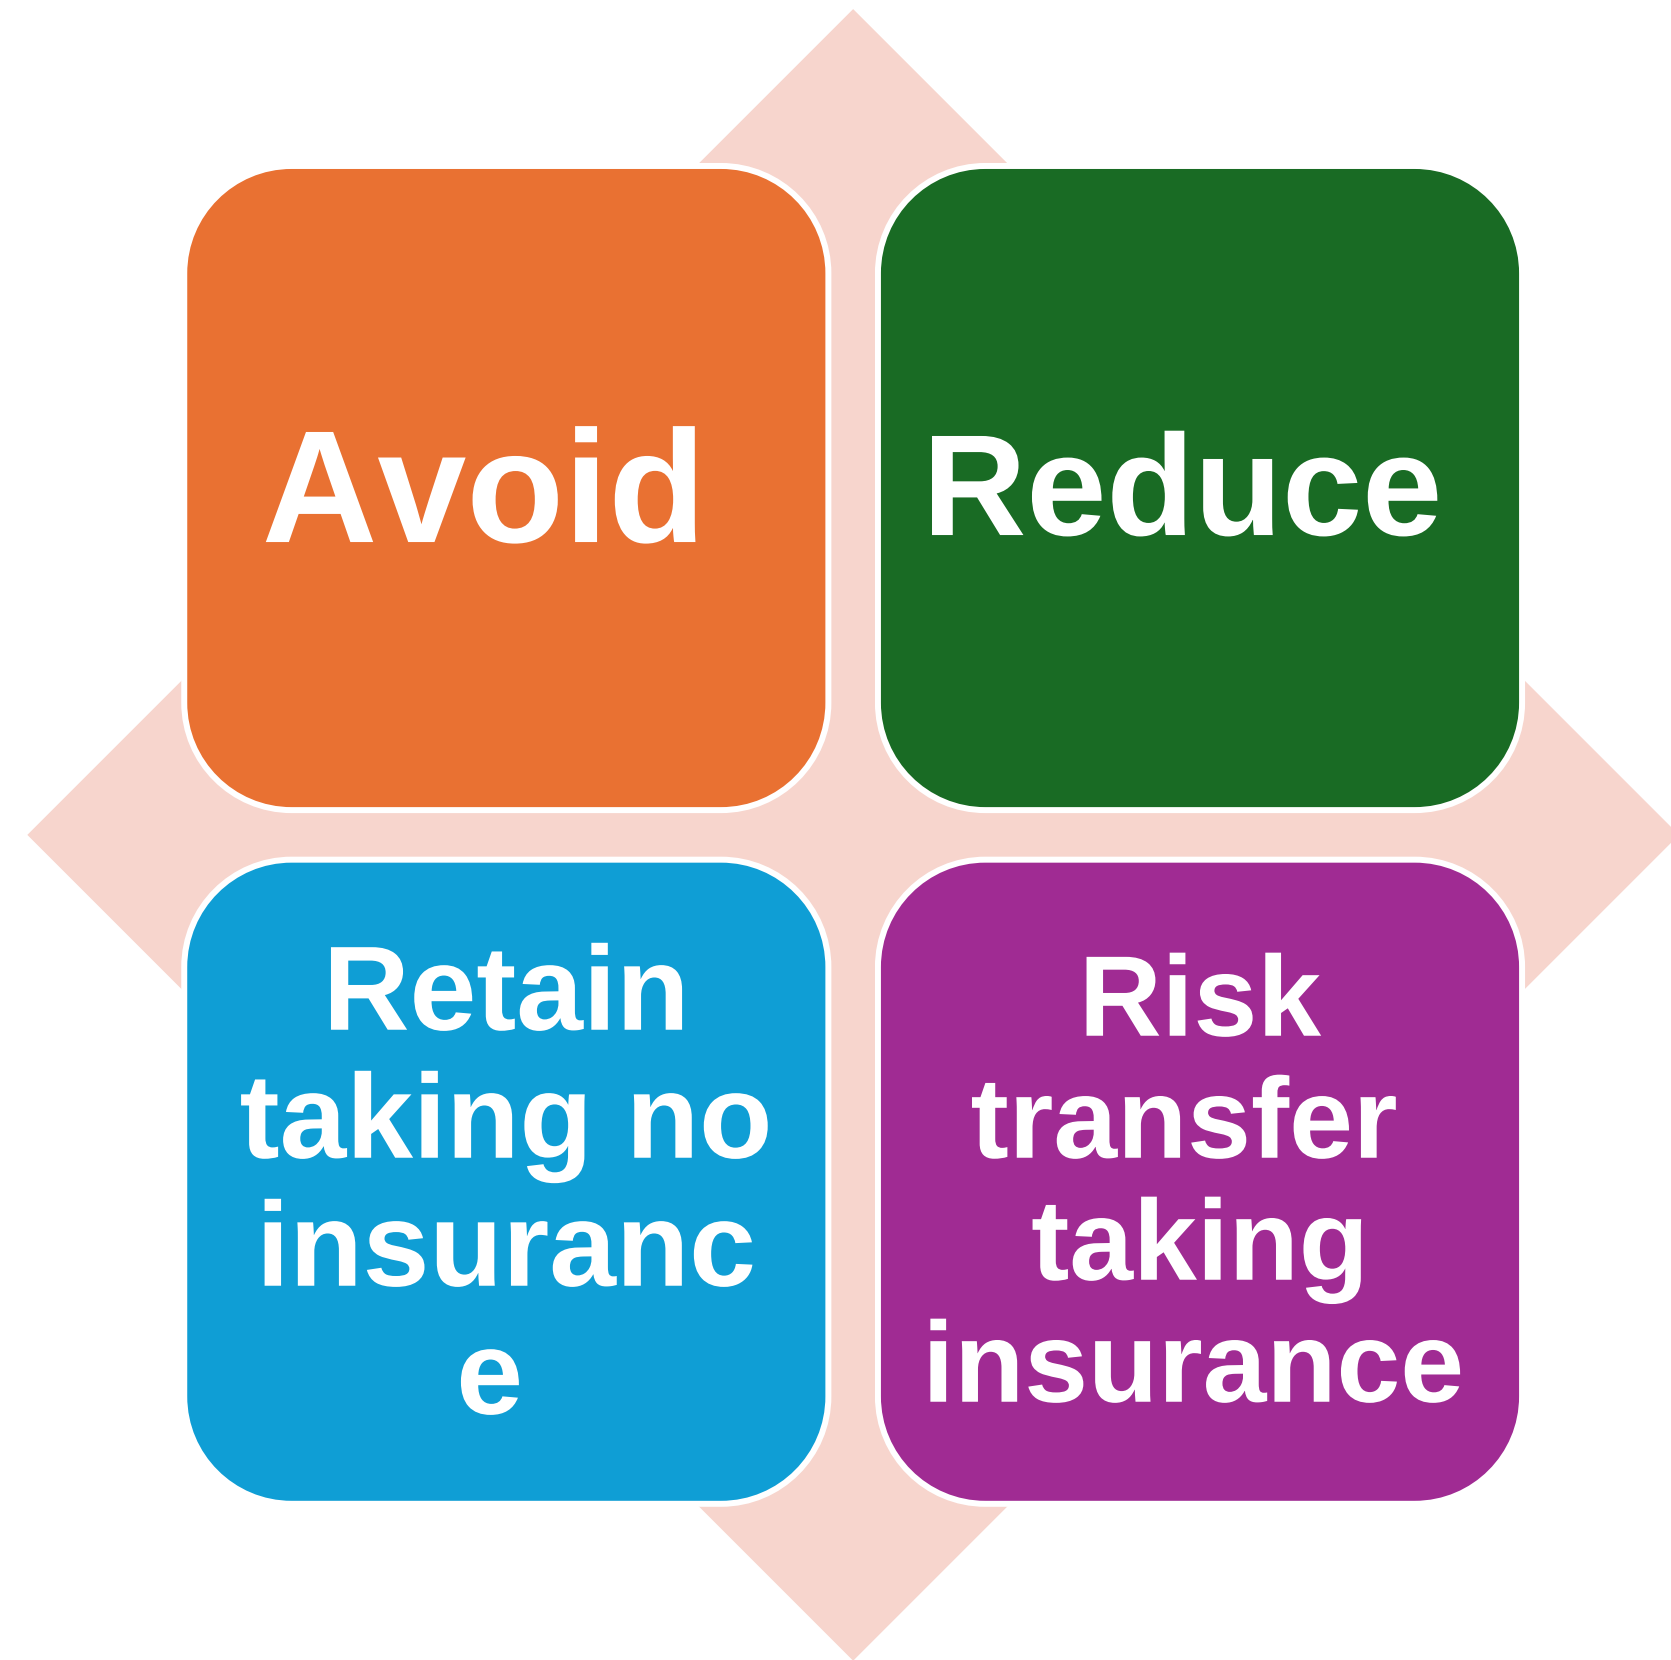 Avoid
Reduce
Retain
taking no
insuranc
e
Risk
transfer
taking
insurance